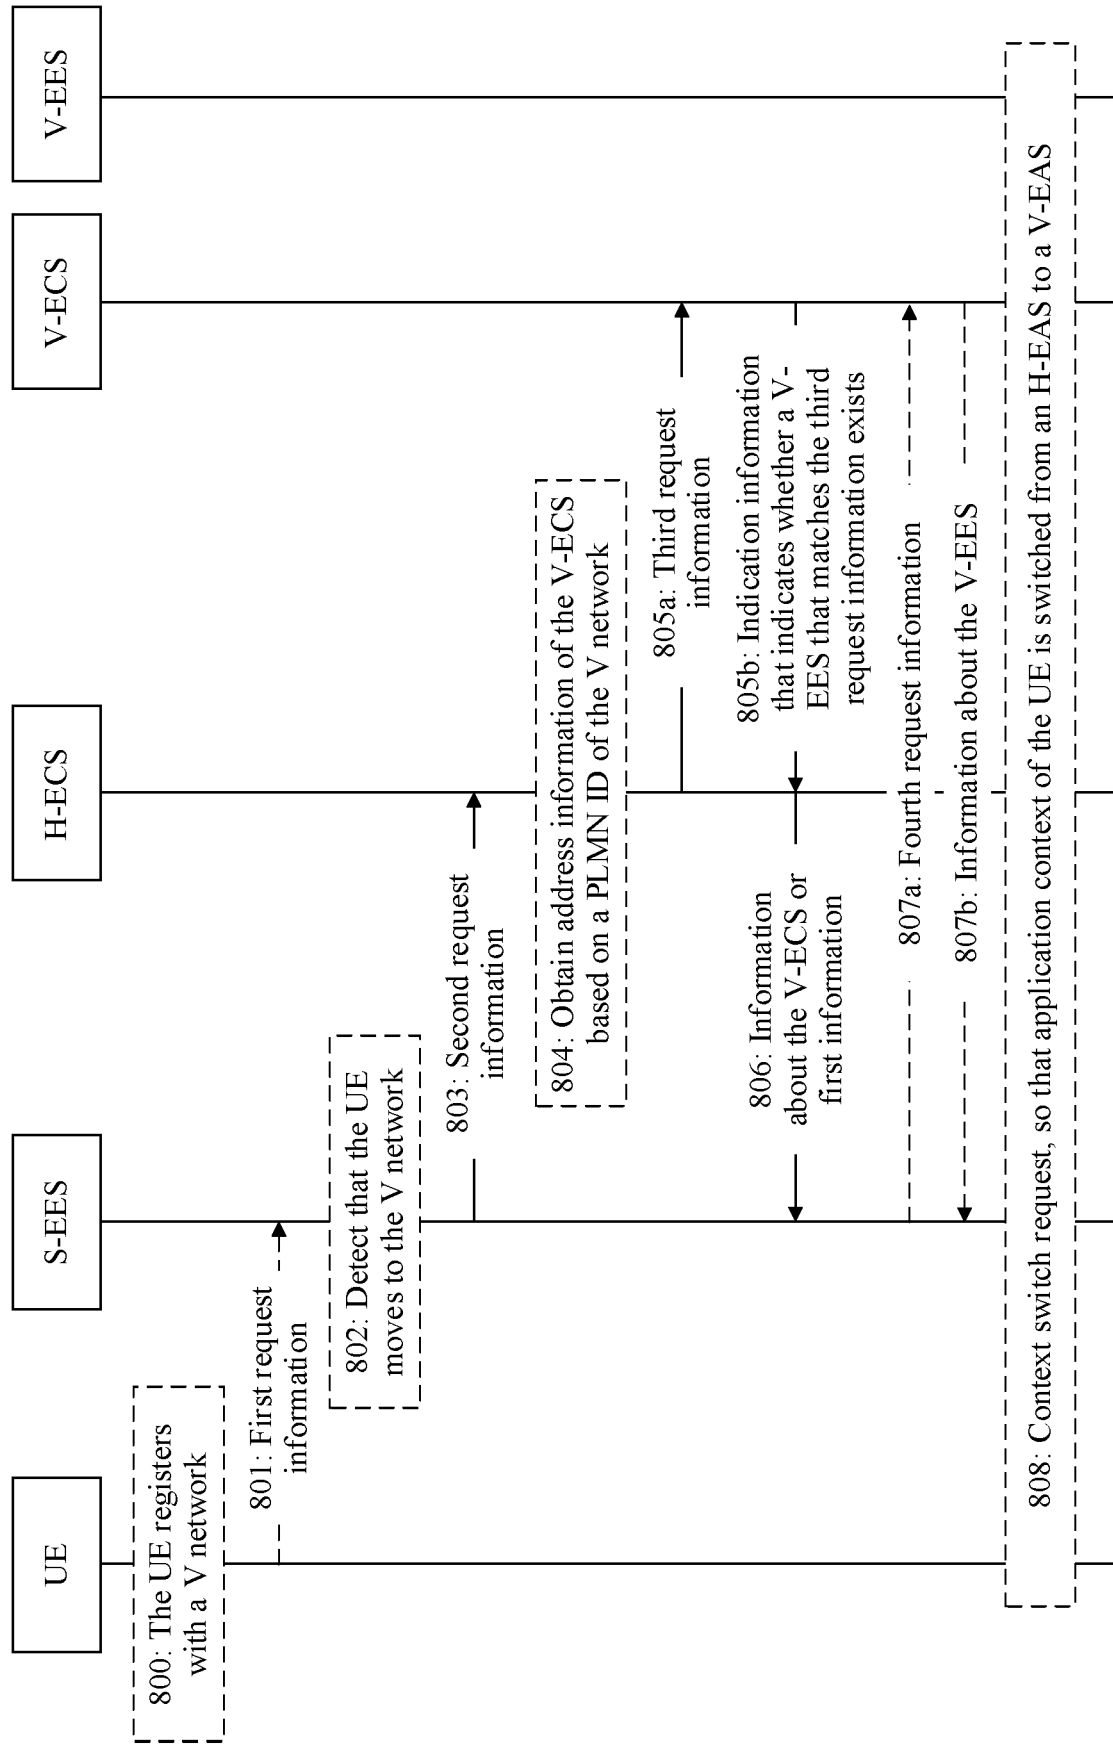 UE
S-EES
H-ECS
V-ECS
V-EES
800: The UE registers
with a V network
801: First request
information
802: Detect that the UE
moves to the V network
803: Second request
information
804: Obtain address information of the V-ECS
based on a PLMN ID of the V network
805a: Third request
information
805b: Indication information
that indicates whether a V-
EES that matches the third
request information exists
806: Information
about the V-ECS or
first information
807a: Fourth request information
807b: Information about the V-EES
808: Context switch request, so that application context of the UE is switched from an H-EAS to a V-EAS